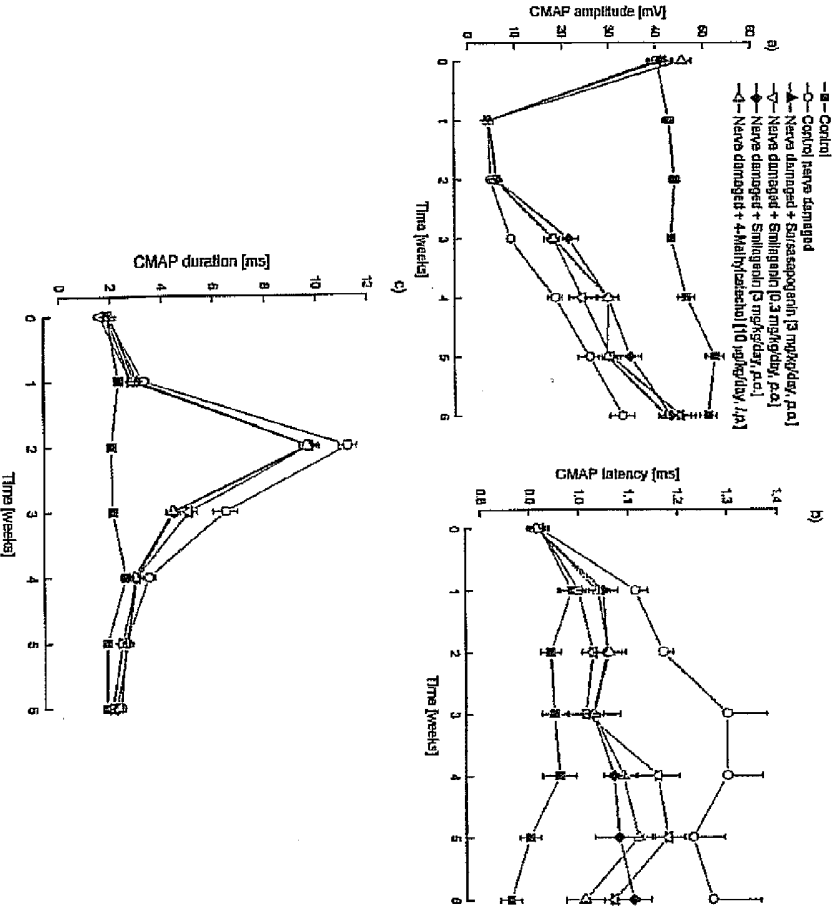 a)
CMAP amplitude [mV]
0 10 20 30 40 50 60
0 1 2 3 4 5 6
Time [weeks]
Control
Control nerve damaged
Nerve damaged + Sarsasapogenin [3 mg/kg/day, p.o.]
Nerve damaged + Smilagenin [0.3 mg/kg/day, p.o.]
Nerve damaged + Smilagenin [3 mg/kg/day, p.o.]
Nerve damaged + 4-Methylcatechol [10 µg/kg/day, i.p.]
b)
CMAP latency [ms]
0.8 0.9 1.0 1.1 1.2 1.3 1.4
0 1 2 3 4 5 6
Time [weeks]
c)
CMAP duration [ms]
0 2 4 6 8 10 12
0 1 2 3 4 5 6
Time [weeks]